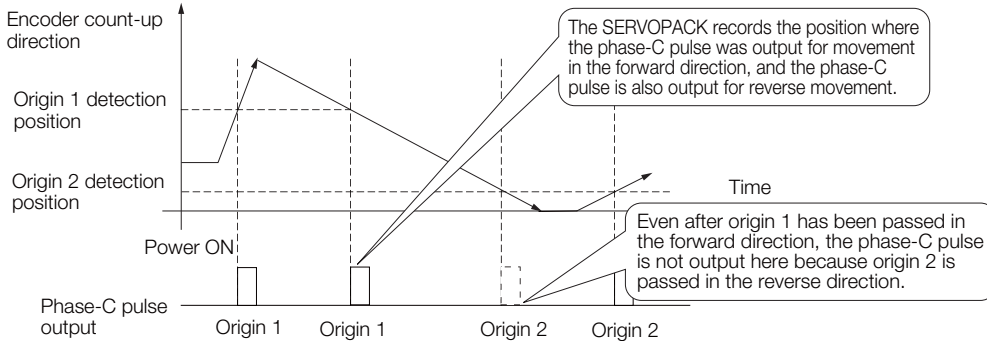 Encoder count-up
direction
The SERVOPACK records the position where
the phase-C pulse was output for movement
in the forward direction, and the phase-C
pulse is also output for reverse movement.
Origin 1 detection
position
Origin 2 detection
position
Time
Even after origin 1 has been passed in
the forward direction, the phase-C pulse
is not output here because origin 2 is
passed in the reverse direction.
Power ON
Phase-C pulse
output
Origin 1
Origin 1
Origin 2
Origin 2